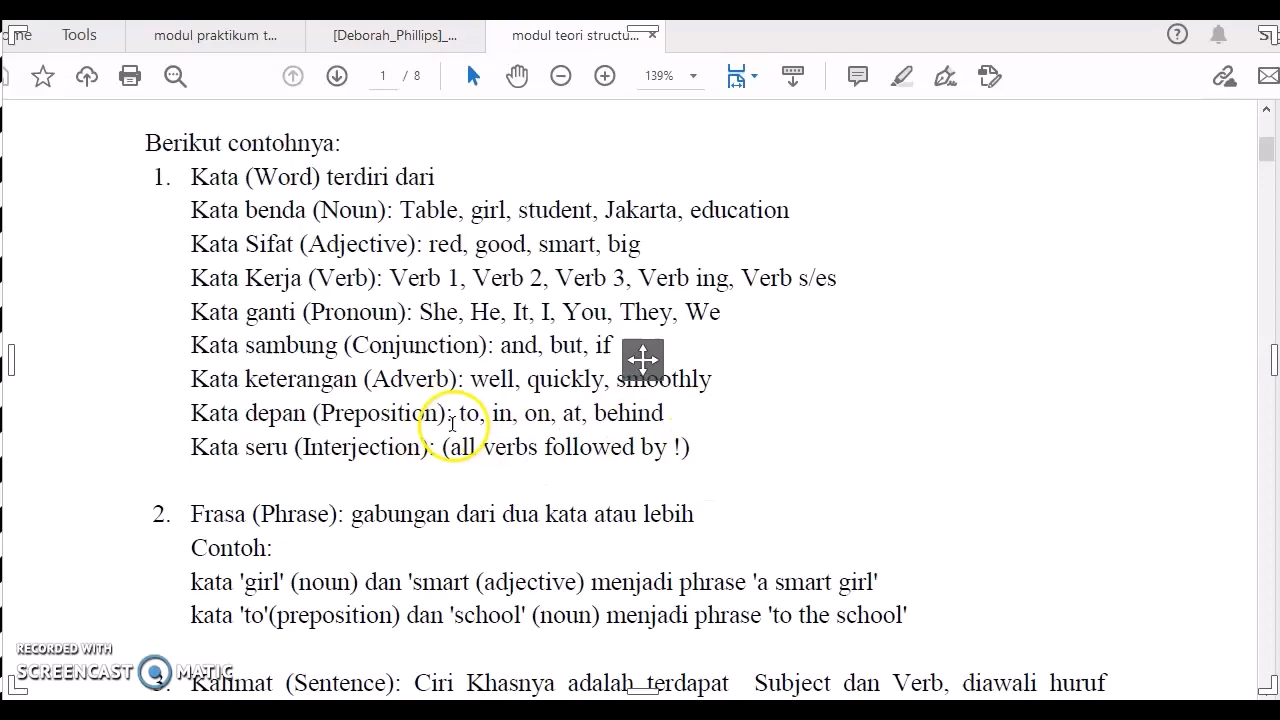 Tools modul praktikum t... [Deborah_Phillips]_... modul teori structu...
1 / 8 139%
Berikut contohnya:
1. Kata (Word) terdiri dari
Kata benda (Noun): Table, girl, student, Jakarta, education
Kata Sifat (Adjective): red, good, smart, big
Kata Kerja (Verb): Verb 1, Verb 2, Verb 3, Verb ing, Verb s/es
Kata ganti (Pronoun): She, He, It, I, You, They, We
Kata sambung (Conjunction): and, but, if
Kata keterangan (Adverb): well, quickly, smoothly
Kata depan (Preposition): to, in, on, at, behind
Kata seru (Interjection): (all verbs followed by !)
2. Frasa (Phrase): gabungan dari dua kata atau lebih
Contoh:
kata 'girl' (noun) dan 'smart (adjective) menjadi phrase 'a smart girl'
kata 'to'(preposition) dan 'school' (noun) menjadi phrase 'to the school'
3. Kalimat (Sentence): Ciri Khasnya adalah terdapat Subject dan Verb, diawali huruf
RECORDED WITH
SCREENCAST MATIC